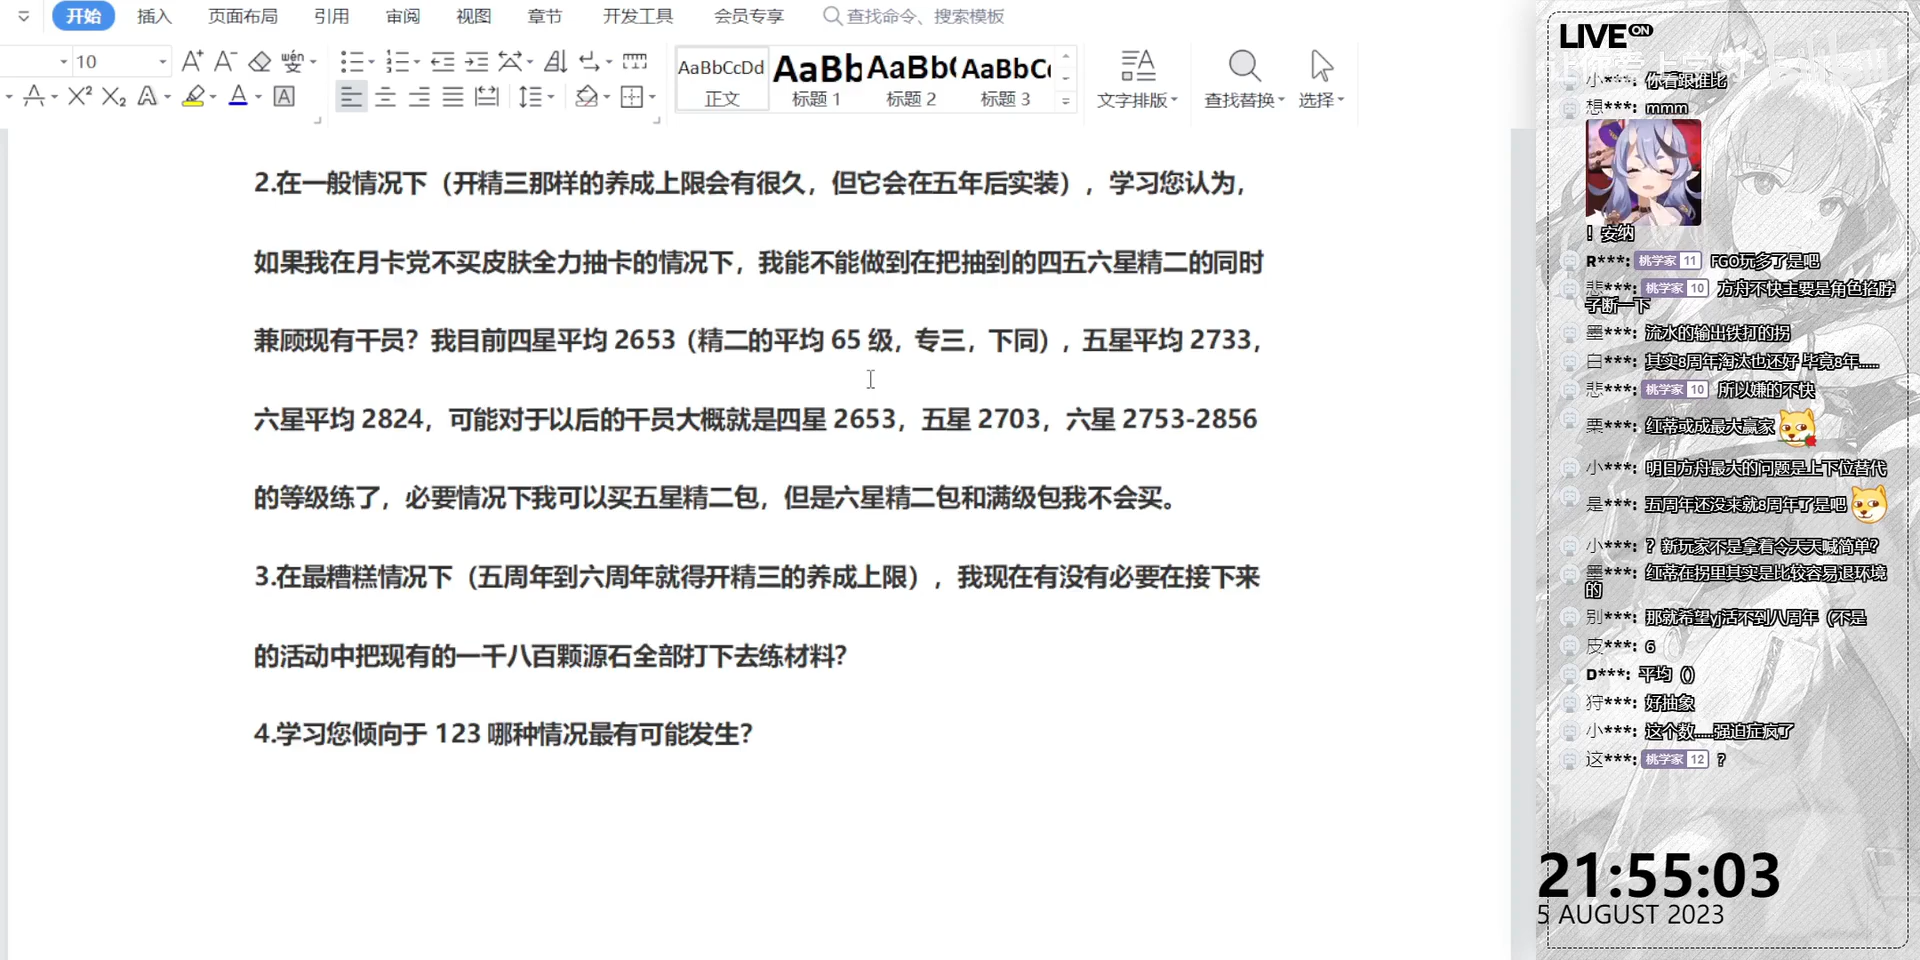 开始 插入 页面布局 引用 审阅 视图 章节 开发工具 会员专享 查找命令、搜索模板
10
AaBbCcDd AaBb AaBb( AaBbC
正文 标题 1 标题 2 标题 3 文字排版 查找替换 选择
2.在一般情况下（开精三那样的养成上限会有很久，但它会在五年后实装），学习您认为，
如果我在月卡党不买皮肤全力抽卡的情况下，我能不能做到在把抽到的四五六星精二的同时
兼顾现有干员？我目前四星平均 2653（精二的平均 65 级，专三，下同），五星平均 2733，
六星平均 2824，可能对于以后的干员大概就是四星 2653，五星 2703，六星 2753-2856
的等级练了，必要情况下我可以买五星精二包，但是六星精二包和满级包我不会买。
3.在最糟糕情况下（五周年到六周年就得开精三的养成上限），我现在有没有必要在接下来
的活动中把现有的一千八百颗源石全部打下去练材料？
4.学习您倾向于 123 哪种情况最有可能发生？
LIVE ON
小***: 你看跟谁比
想***: mmm
！安纳
R***: 桃学家 11 FGO玩多了是吧
悲***: 桃学家 10 方舟不快主要是角色掐脖
子断一下
墨***: 流水的输出铁打的拐
白***: 其实8周年淘汰也还好 毕竟8年......
悲***: 桃学家 10 所以嫌的不快
栗***: 红蒂或成最大赢家
小***: 明日方舟最大的问题是上下位替代
是***: 五周年还没来就8周年了是吧
小***: ？新玩家不是拿着令天天喊简单?
墨***: 红蒂在拐里其实是比较容易退环境
的
别***: 那就希望yj活不到八周年（不是
皮***: 6
D***: 平均（）
狩***: 好抽象
小***: 这个数......强迫症疯了
这***: 桃学家 12 ？
21:55:03
5 AUGUST 2023